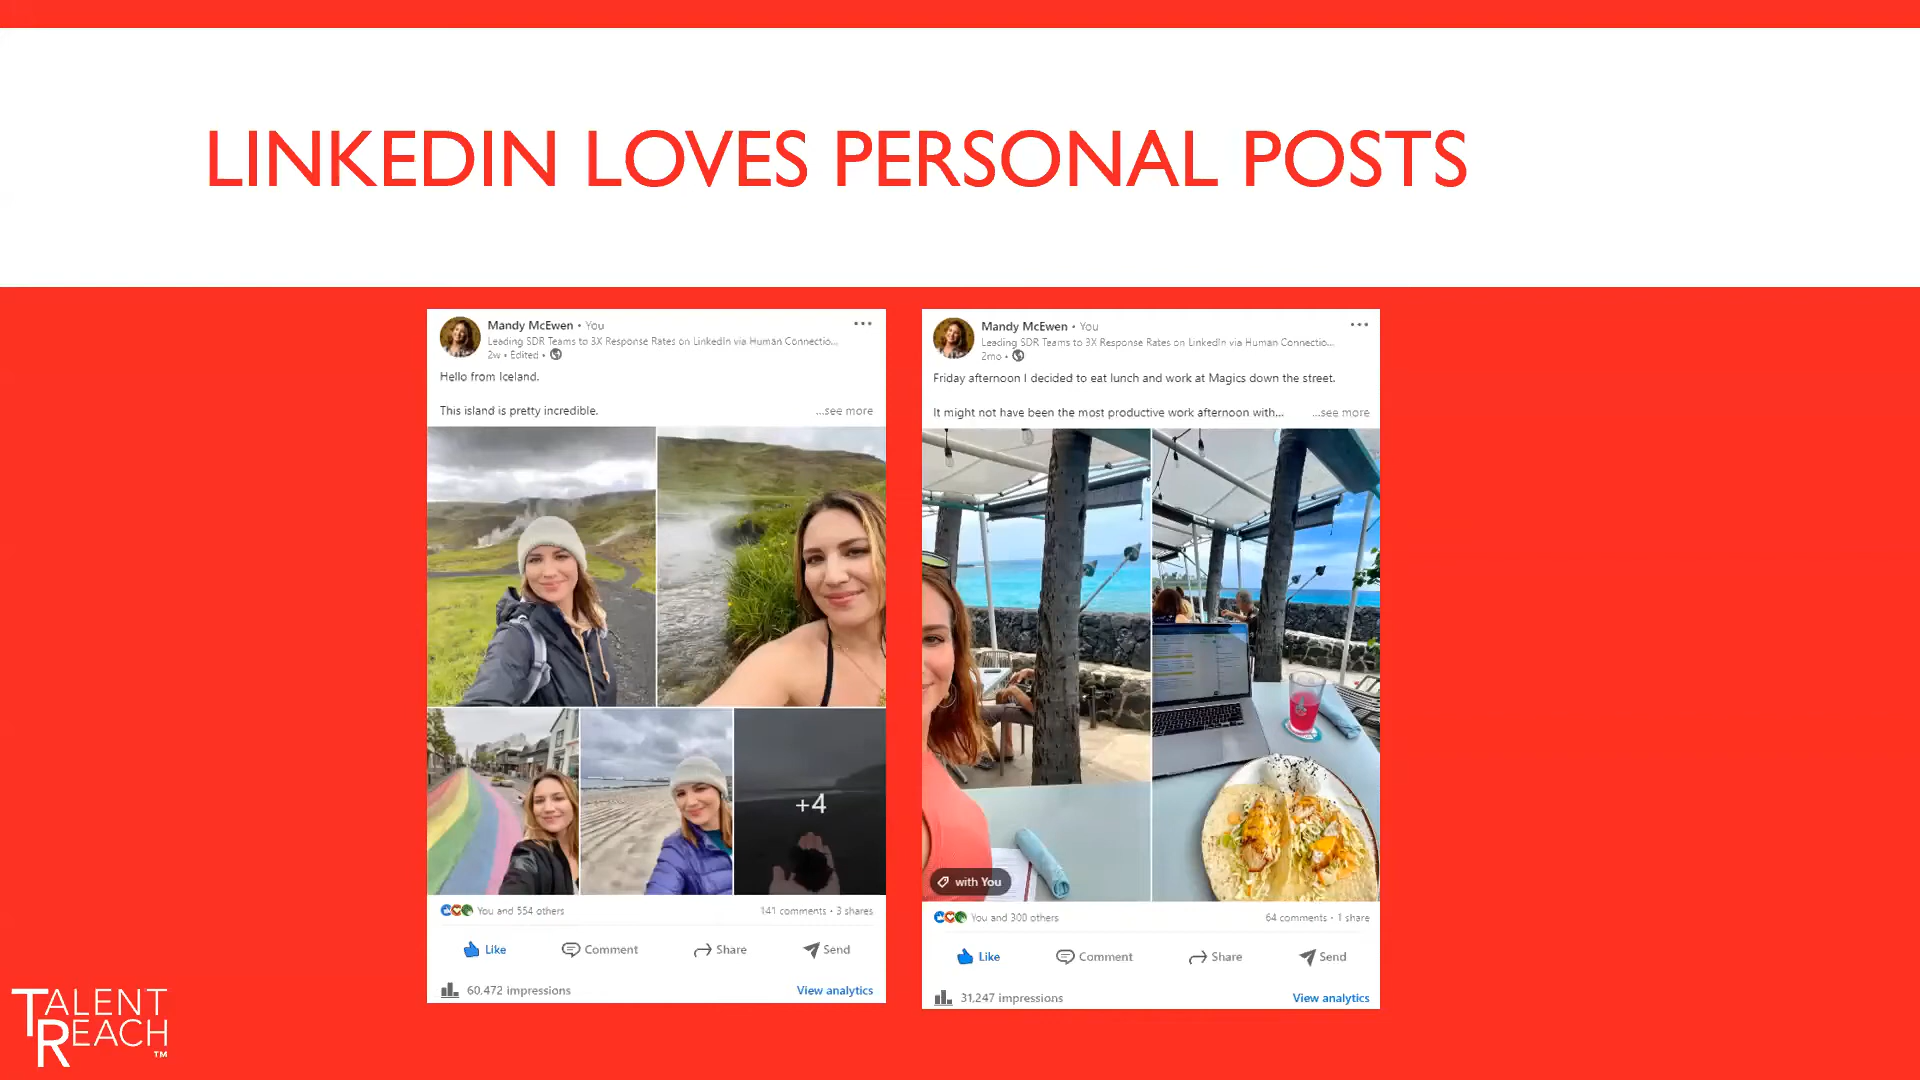 LINKEDIN LOVES PERSONAL POSTS
Mandy McEwen • You
Leading SDR Teams to 3X Response Rates on LinkedIn via Human Connectio...
2w • Edited •
Hello from Iceland.
This island is pretty incredible.
...see more
+4
You and 554 others
141 comments • 3 shares
Like
Comment
Share
Send
60,472 impressions
View analytics
Mandy McEwen • You
Leading SDR Teams to 3X Response Rates on LinkedIn via Human Connectio...
2mo •
Friday afternoon I decided to eat lunch and work at Magics down the street.
It might not have been the most productive work afternoon with...
...see more
with You
You and 300 others
64 comments • 1 share
Like
Comment
Share
Send
31,247 impressions
View analytics
TALENT
REACH
TM